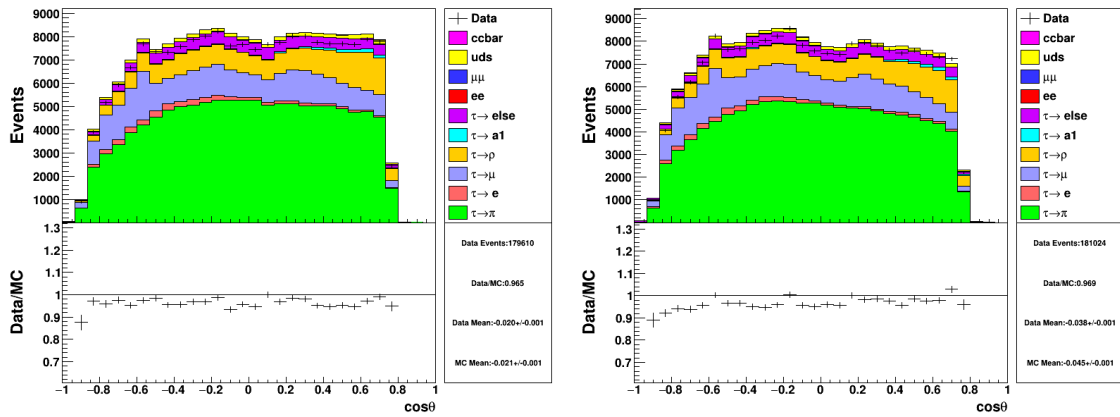 9000
8000
7000
6000
5000
4000
3000
2000
1000
Events
Data
ccbar
uds
μμ
ee
τ→ else
τ→ a1
τ→ρ
τ→μ
τ→ e
τ→π
1.3
1.2
1.1
1
0.9
0.8
0.7
Data/MC
−1 −0.8 −0.6 −0.4 −0.2 0 0.2 0.4 0.6 0.8 1
cosθ
Data Events:179610
Data/MC:0.965
Data Mean:-0.020+/-0.001
MC Mean:-0.021+/-0.001
9000
8000
7000
6000
5000
4000
3000
2000
1000
Events
Data
ccbar
uds
μμ
ee
τ→ else
τ→ a1
τ→ρ
τ→μ
τ→ e
τ→π
1.3
1.2
1.1
1
0.9
0.8
0.7
Data/MC
−1 −0.8 −0.6 −0.4 −0.2 0 0.2 0.4 0.6 0.8 1
cosθ
Data Events:181024
Data/MC:0.969
Data Mean:-0.038+/-0.001
MC Mean:-0.045+/-0.001